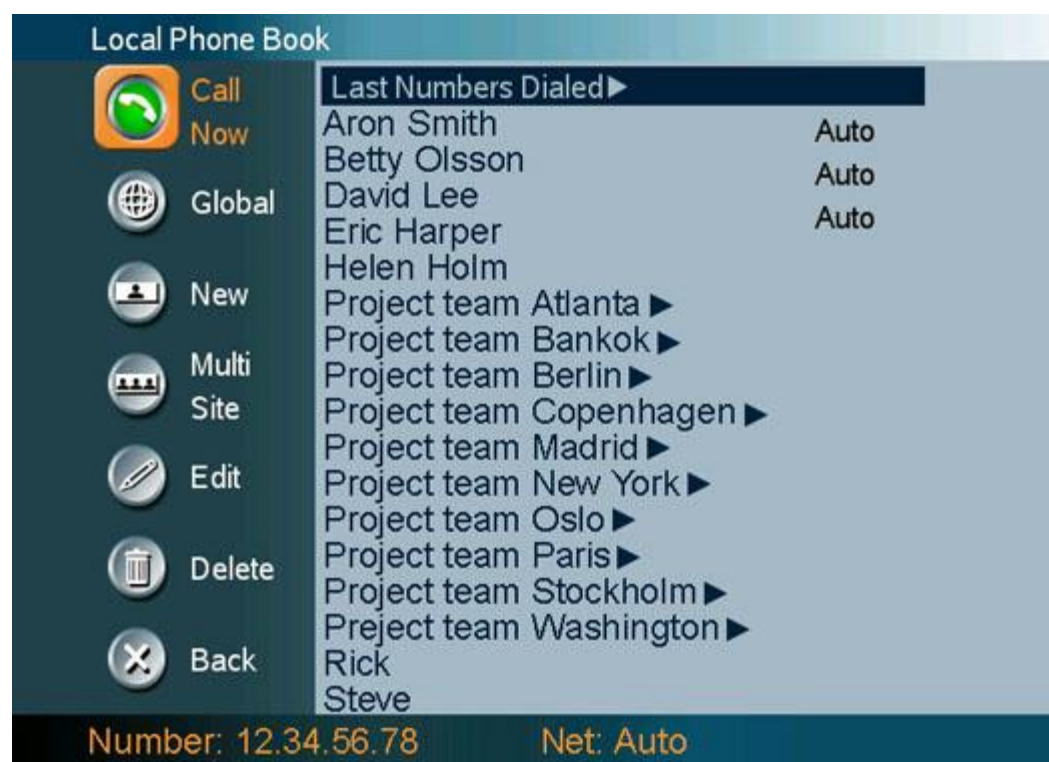 Local Phone Book
Call
Now
Global
New
Multi
Site
Edit
Delete
Back
Last Numbers Dialed▶
Aron Smith
Auto
Betty Olsson
Auto
David Lee
Auto
Eric Harper
Helen Holm
Project team Atlanta ▶
Project team Bankok▶
Project team Berlin▶
Project team Copenhagen▶
Project team Madrid▶
Project team New York▶
Project team Oslo▶
Project team Paris▶
Project team Stockholm▶
Preject team Washington▶
Rick
Steve
Number: 12.34.56.78 Net: Auto